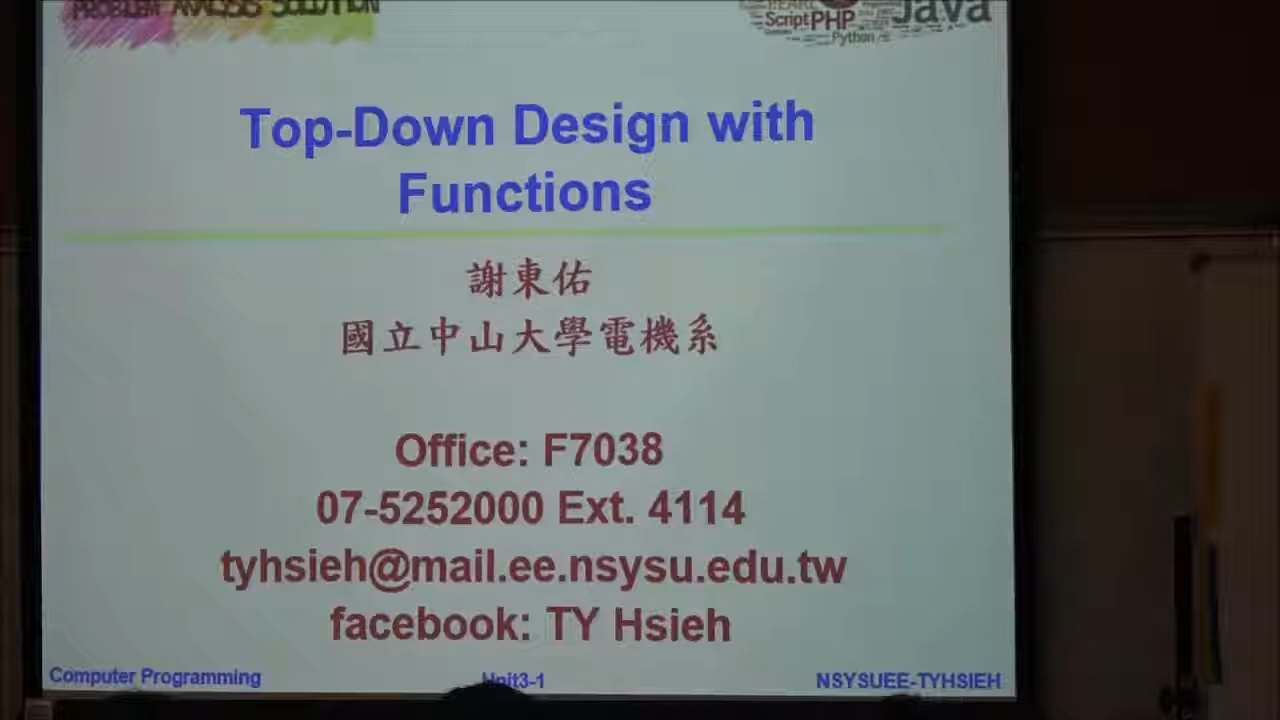 PROBLEM ANALYSIS SOLUTION
PEARL
Java
ScriptPHP
Python
Top-Down Design with
Functions
謝東佑
國立中山大學電機系
Office: F7038
07-5252000 Ext. 4114
tyhsieh@mail.ee.nsysu.edu.tw
facebook: TY Hsieh
Computer Programming
Unit3-1
NSYSUEE-TYHSIEH